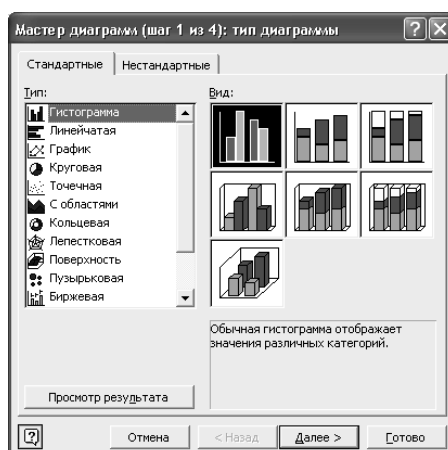 Мастер диаграмм (шаг 1 из 4): тип диаграммы
Стандартные
Нестандартные
Тип:
Гистограмма
Линейчатая
График
Круговая
Точечная
С областями
Кольцевая
Лепестковая
Поверхность
Пузырьковая
Биржевая
Вид:
Обычная гистограмма отображает
значения различных категорий.
Просмотр результата
Отмена
< Назад
Далее >
Готово